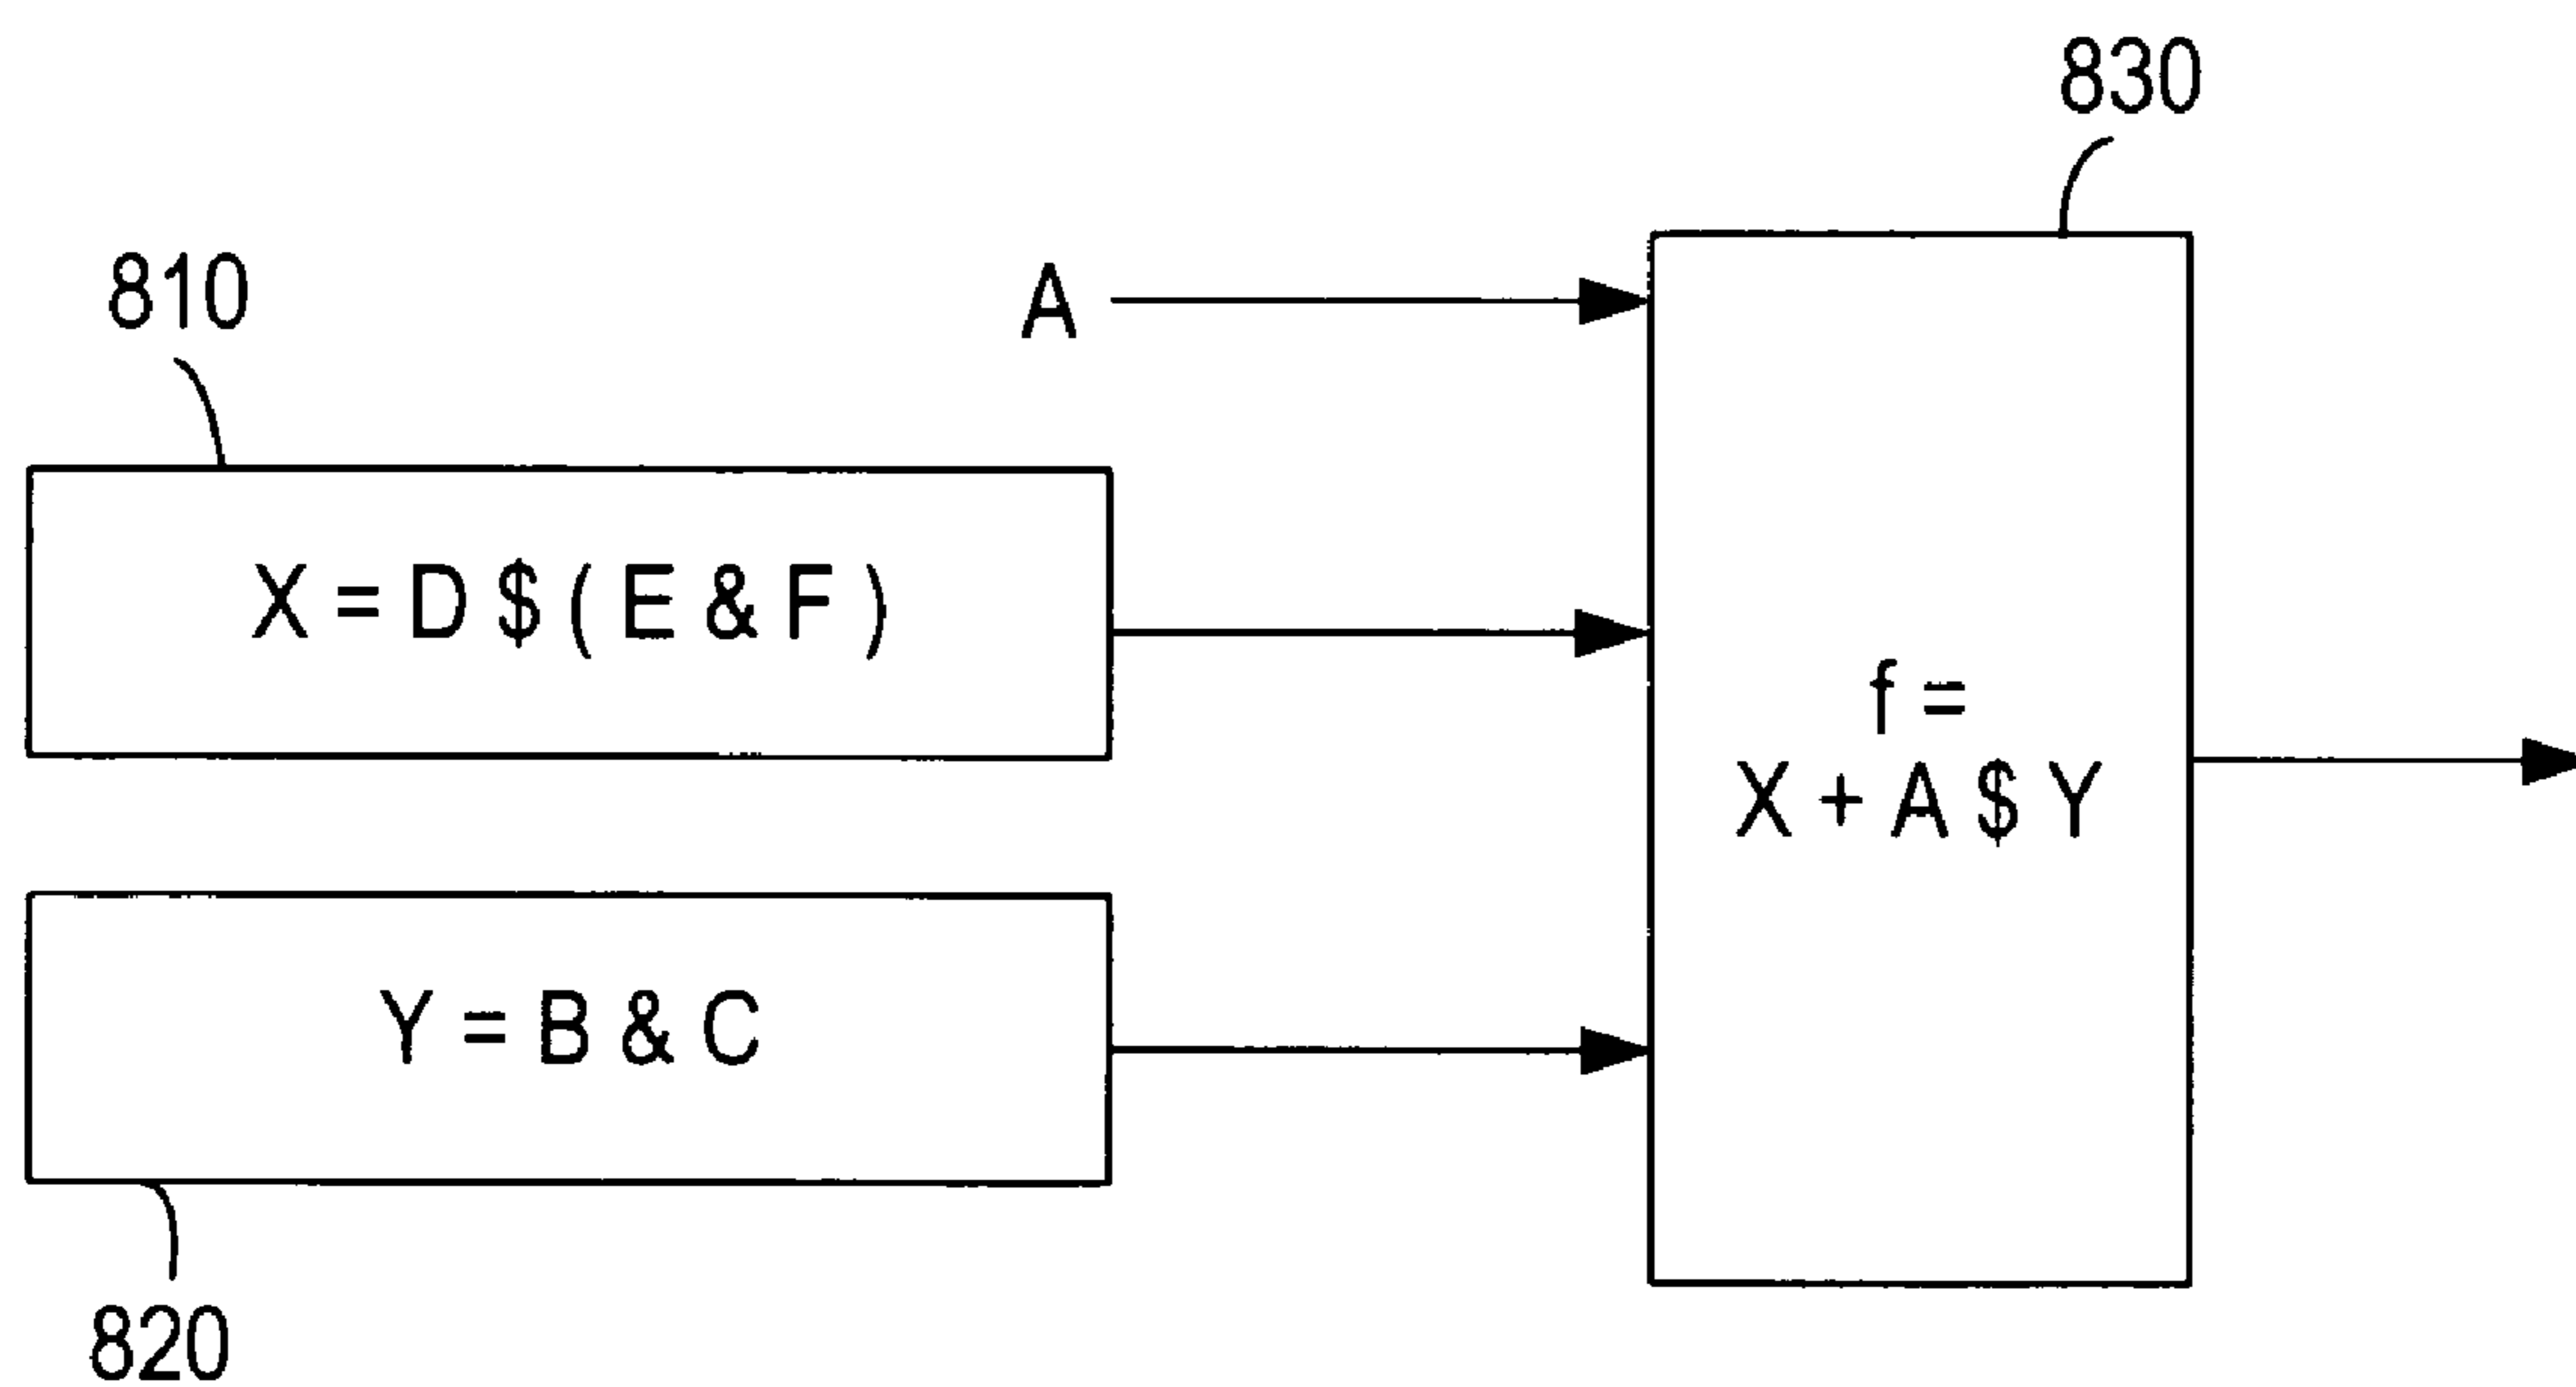 830
810
A
X = D $ ( E & F )
f =
X + A $ Y
Y = B & C
820